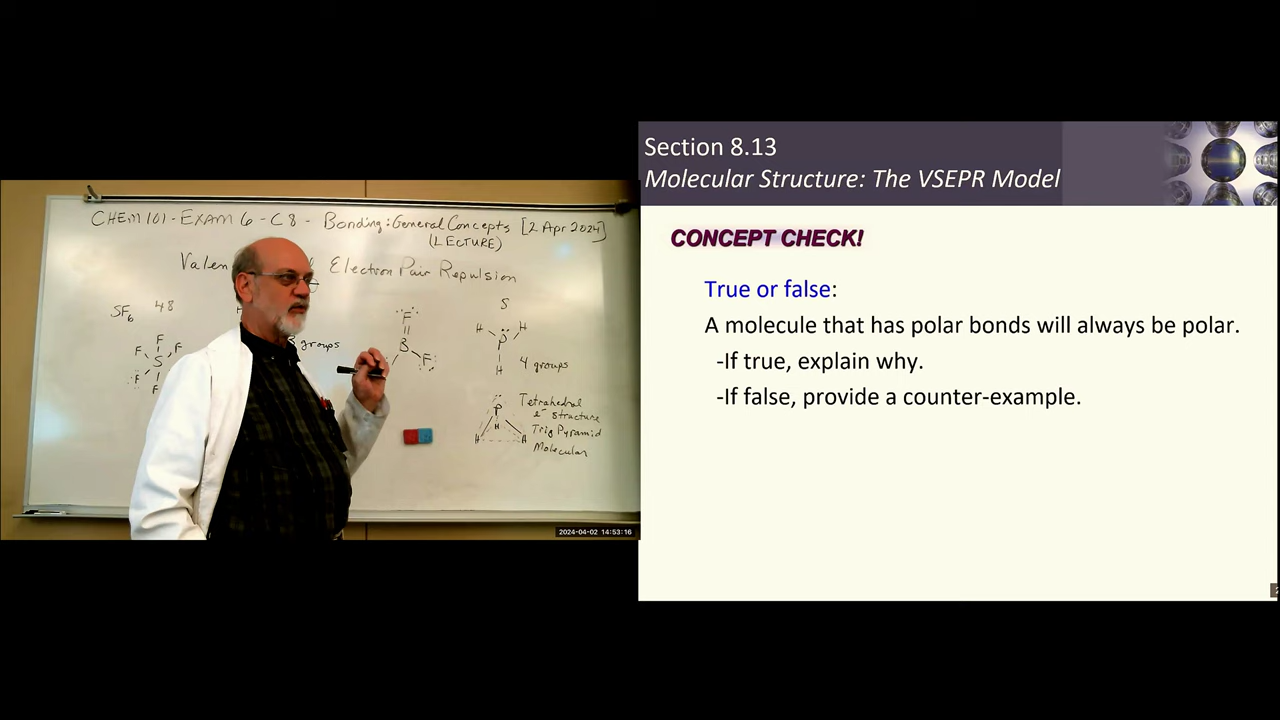 CHEM 101 - EXAM 6 - C8 - Bonding: General Concepts [2 Apr 2024]
(LECTURE)
Valen Electron Pair Repulsion
SF6 48
H
groups
F
F F
S
F
F
F
B
F
S
H H
P
H
4 groups
Tetrahedral
e- structure
Trig Pyramid
Molecular
P
H
H H
2024-04-02 14:53:16
Section 8.13
Molecular Structure: The VSEPR Model
CONCEPT CHECK!
True or false:
A molecule that has polar bonds will always be polar.
-If true, explain why.
-If false, provide a counter-example.